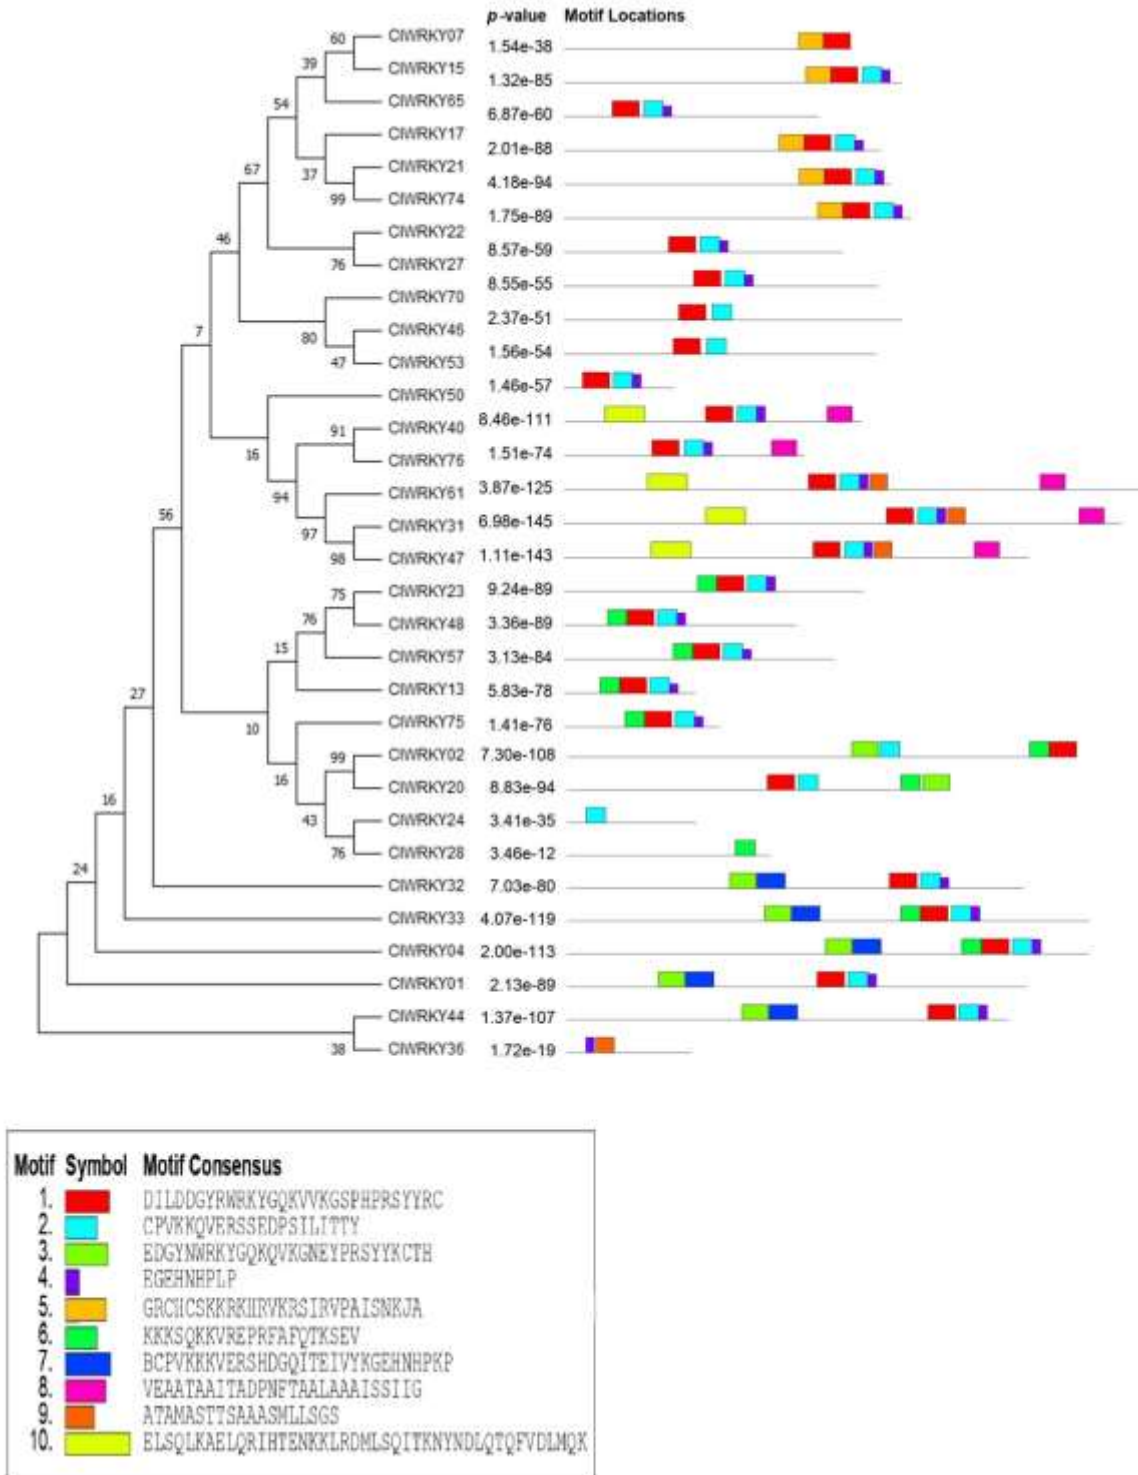 p-value Motif Locations
60 ClWRKY07 1.54e-38
39 ClWRKY15 1.32e-85
54 ClWRKY65 6.87e-60
ClWRKY17 2.01e-88
67 37 ClWRKY21 4.18e-94
99 ClWRKY74 1.75e-89
46 ClWRKY22 8.57e-59
76 ClWRKY27 8.55e-55
ClWRKY70 2.37e-51
7 80 ClWRKY46 1.56e-54
47 ClWRKY53 1.46e-57
ClWRKY50 8.46e-111
91 ClWRKY40 1.51e-74
16 ClWRKY76 3.87e-125
94 ClWRKY61 6.98e-145
56 97 ClWRKY31 1.11e-143
98 ClWRKY47 9.24e-89
75 ClWRKY23 3.36e-89
76 ClWRKY48 3.13e-84
15 ClWRKY57 5.83e-78
27 ClWRKY13 1.41e-76
10 ClWRKY75 7.30e-108
99 ClWRKY02 8.83e-94
16 16 ClWRKY20 3.41e-35
43 ClWRKY24 3.46e-12
76 ClWRKY28 7.03e-80
24 ClWRKY32 4.07e-119
ClWRKY33 2.00e-113
ClWRKY04 2.13e-89
ClWRKY01 1.37e-107
ClWRKY44 1.72e-19
38 ClWRKY36
Motif Symbol Motif Consensus
1. DILDDGYRWRKYGQKVVKGSPHPRSYYRC
2. CPVKKQVERSSEDPSILITTY
3. EDGYNWRKYGQKQVKGNEYPRSYYKCTH
4. EGEHNHPLP
5. GRCHCSKKRKHRVKRSIRVPAISNKJA
6. KKKSQKKVREPRFAFQTKSEV
7. BCPVKKKVERSHDGQITEIVYKGEHNHPKP
8. VEAATAAITADPNFTAALAAAISSIIG
9. ATAMASTTSAAASMLLSGS
10. ELSQLKAELQRIHTENKKLRDMLSQITKNYNDLQTQFVDLMQK